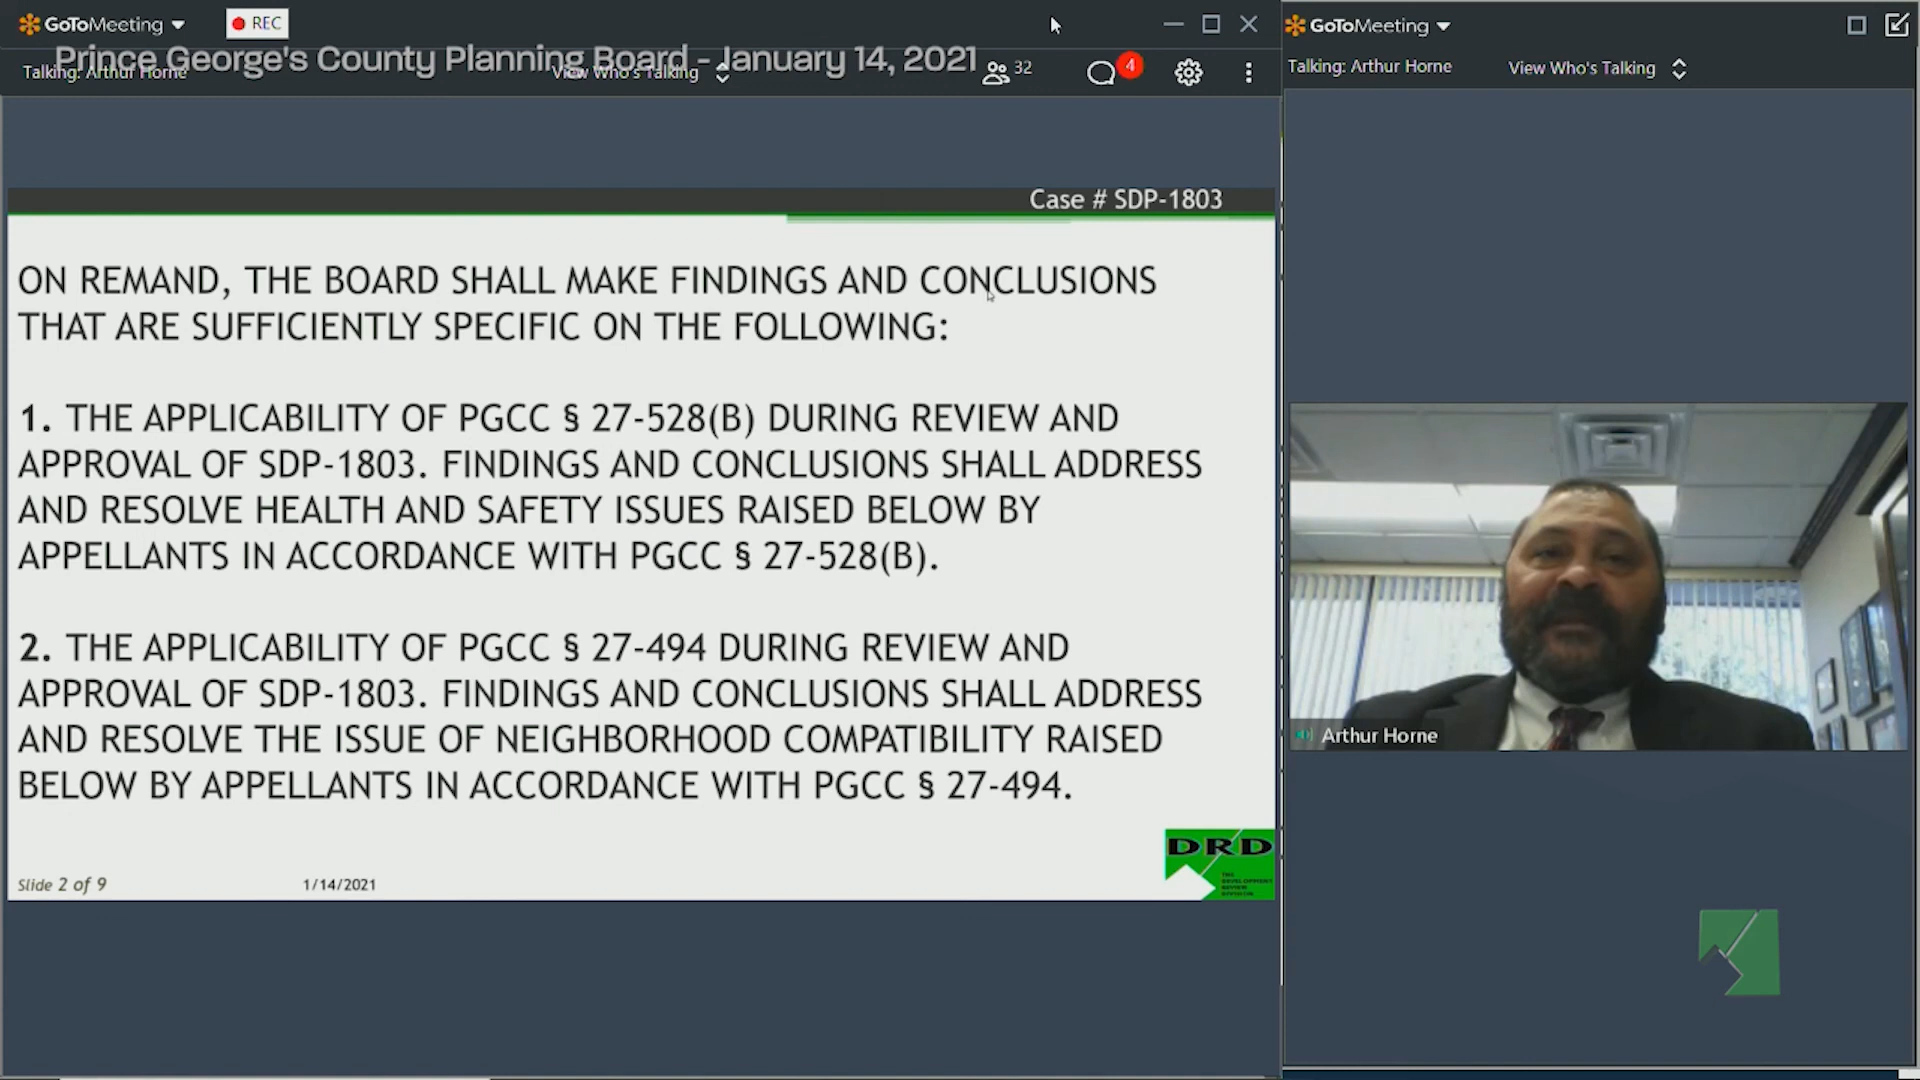 GoToMeeting
REC
Prince George's County Planning Board - January 14, 2021
Talking: Arthur Horne
View Who's Talking
32
4
Case # SDP-1803
ON REMAND, THE BOARD SHALL MAKE FINDINGS AND CONCLUSIONS
THAT ARE SUFFICIENTLY SPECIFIC ON THE FOLLOWING:
1. THE APPLICABILITY OF PGCC § 27-528(B) DURING REVIEW AND
APPROVAL OF SDP-1803. FINDINGS AND CONCLUSIONS SHALL ADDRESS
AND RESOLVE HEALTH AND SAFETY ISSUES RAISED BELOW BY
APPELLANTS IN ACCORDANCE WITH PGCC § 27-528(B).
2. THE APPLICABILITY OF PGCC § 27-494 DURING REVIEW AND
APPROVAL OF SDP-1803. FINDINGS AND CONCLUSIONS SHALL ADDRESS
AND RESOLVE THE ISSUE OF NEIGHBORHOOD COMPATIBILITY RAISED
BELOW BY APPELLANTS IN ACCORDANCE WITH PGCC § 27-494.
DRD
THE
DEVELOPMENT
REVIEW
DIVISION
Slide 2 of 9
1/14/2021
GoToMeeting
Talking: Arthur Horne
View Who's Talking
Arthur Horne